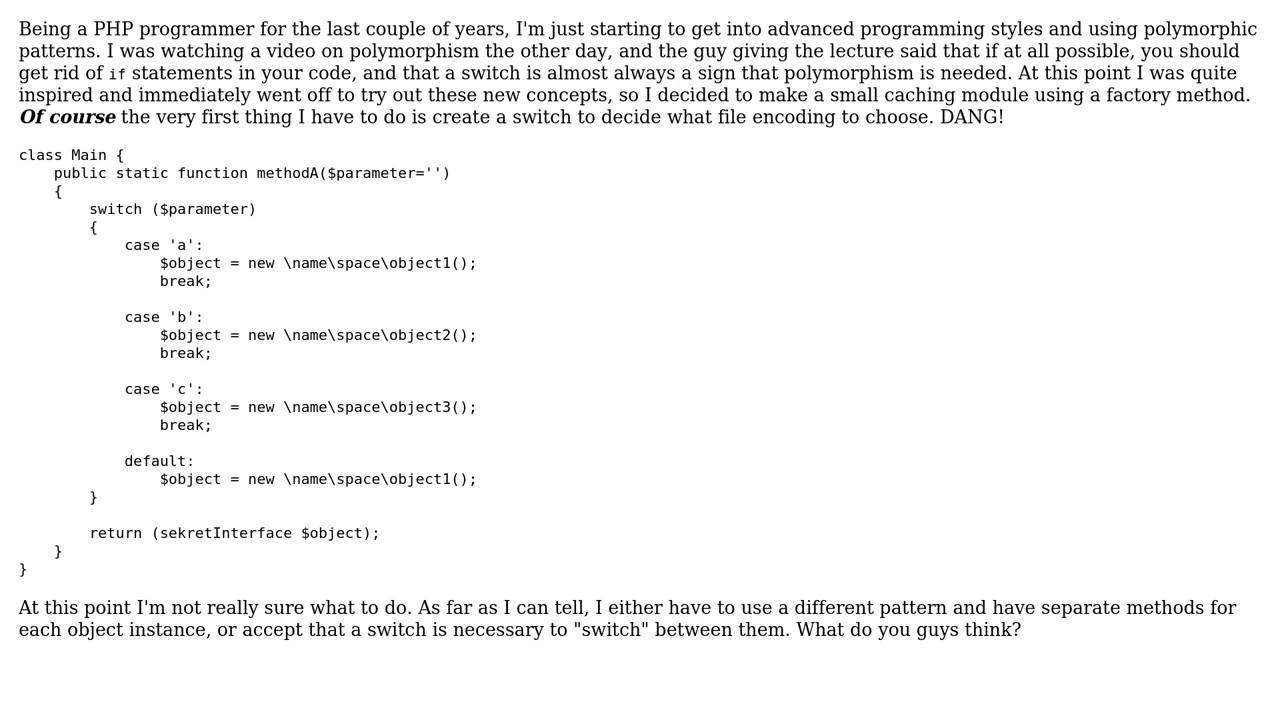 Being a PHP programmer for the last couple of years, I'm just starting to get into advanced programming styles and using polymorphic
patterns. I was watching a video on polymorphism the other day, and the guy giving the lecture said that if at all possible, you should
get rid of if statements in your code, and that a switch is almost always a sign that polymorphism is needed. At this point I was quite
inspired and immediately went off to try out these new concepts, so I decided to make a small caching module using a factory method.
Of course the very first thing I have to do is create a switch to decide what file encoding to choose. DANG!
class Main {
    public static function methodA($parameter='')
    {
        switch ($parameter)
        {
            case 'a':
                $object = new \name\space\object1();
                break;

            case 'b':
                $object = new \name\space\object2();
                break;

            case 'c':
                $object = new \name\space\object3();
                break;

            default:
                $object = new \name\space\object1();
        }

        return (sekretInterface $object);
    }
}
At this point I'm not really sure what to do. As far as I can tell, I either have to use a different pattern and have separate methods for
each object instance, or accept that a switch is necessary to "switch" between them. What do you guys think?